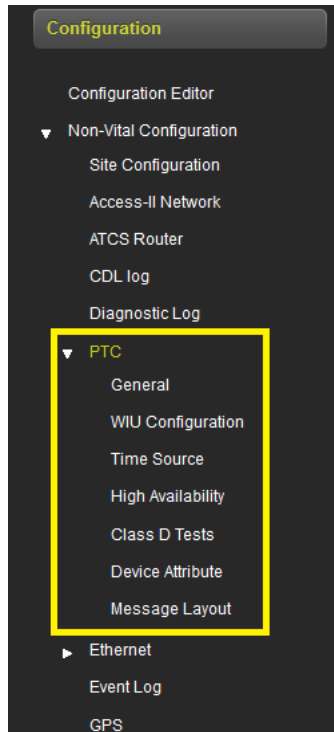 Configuration
Configuration Editor
Non-Vital Configuration
Site Configuration
Access-II Network
ATCS Router
CDL log
Diagnostic Log
PTC
General
WIU Configuration
Time Source
High Availability
Class D Tests
Device Attribute
Message Layout
Ethernet
Event Log
GPS